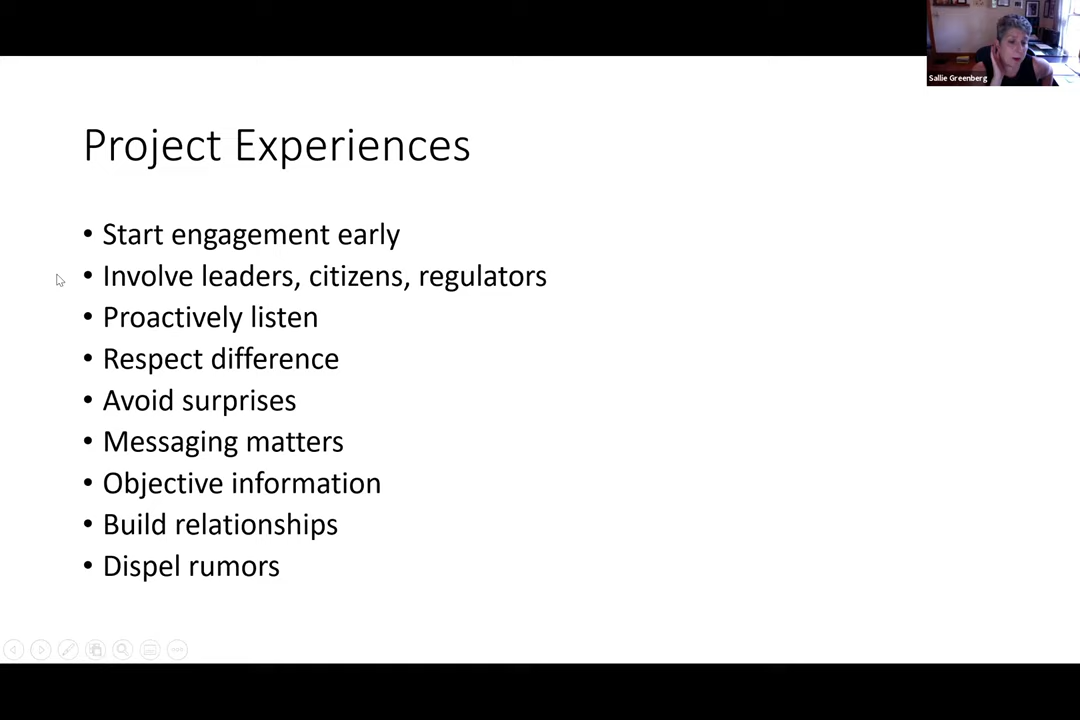 Sallie Greenberg
Project Experiences
• Start engagement early
• Involve leaders, citizens, regulators
• Proactively listen
• Respect difference
• Avoid surprises
• Messaging matters
• Objective information
• Build relationships
• Dispel rumors